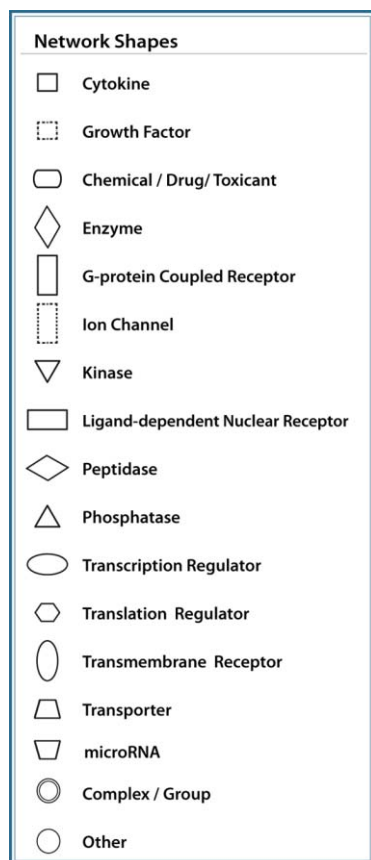 Network Shapes
Cytokine
Growth Factor
Chemical / Drug/ Toxicant
Enzyme
G-protein Coupled Receptor
Ion Channel
Kinase
Ligand-dependent Nuclear Receptor
Peptidase
Phosphatase
Transcription Regulator
Translation Regulator
Transmembrane Receptor
Transporter
microRNA
Complex / Group
Other